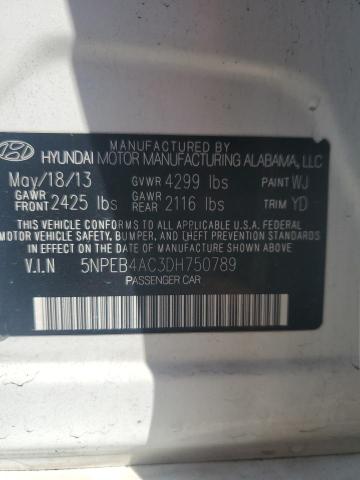 MANUFACTURED BY
HYUNDAI MOTOR MANUFACTURING ALABAMA, LLC
May/18/13 GVWR 4299 lbs PAINT WJ
GAWR FRONT 2425 lbs GAWR REAR 2116 lbs TRIM YD
THIS VEHICLE CONFORMS TO ALL APPLICABLE U.S.A. FEDERAL
MOTOR VEHICLE SAFETY, BUMPER, AND THEFT PREVENTION
STANDARDS IN EFFECT ON THE DATE OF MANUFACTURE SHOWN ABOVE.
V.I.N 5NPEB4AC3DH750789
PASSENGER CAR